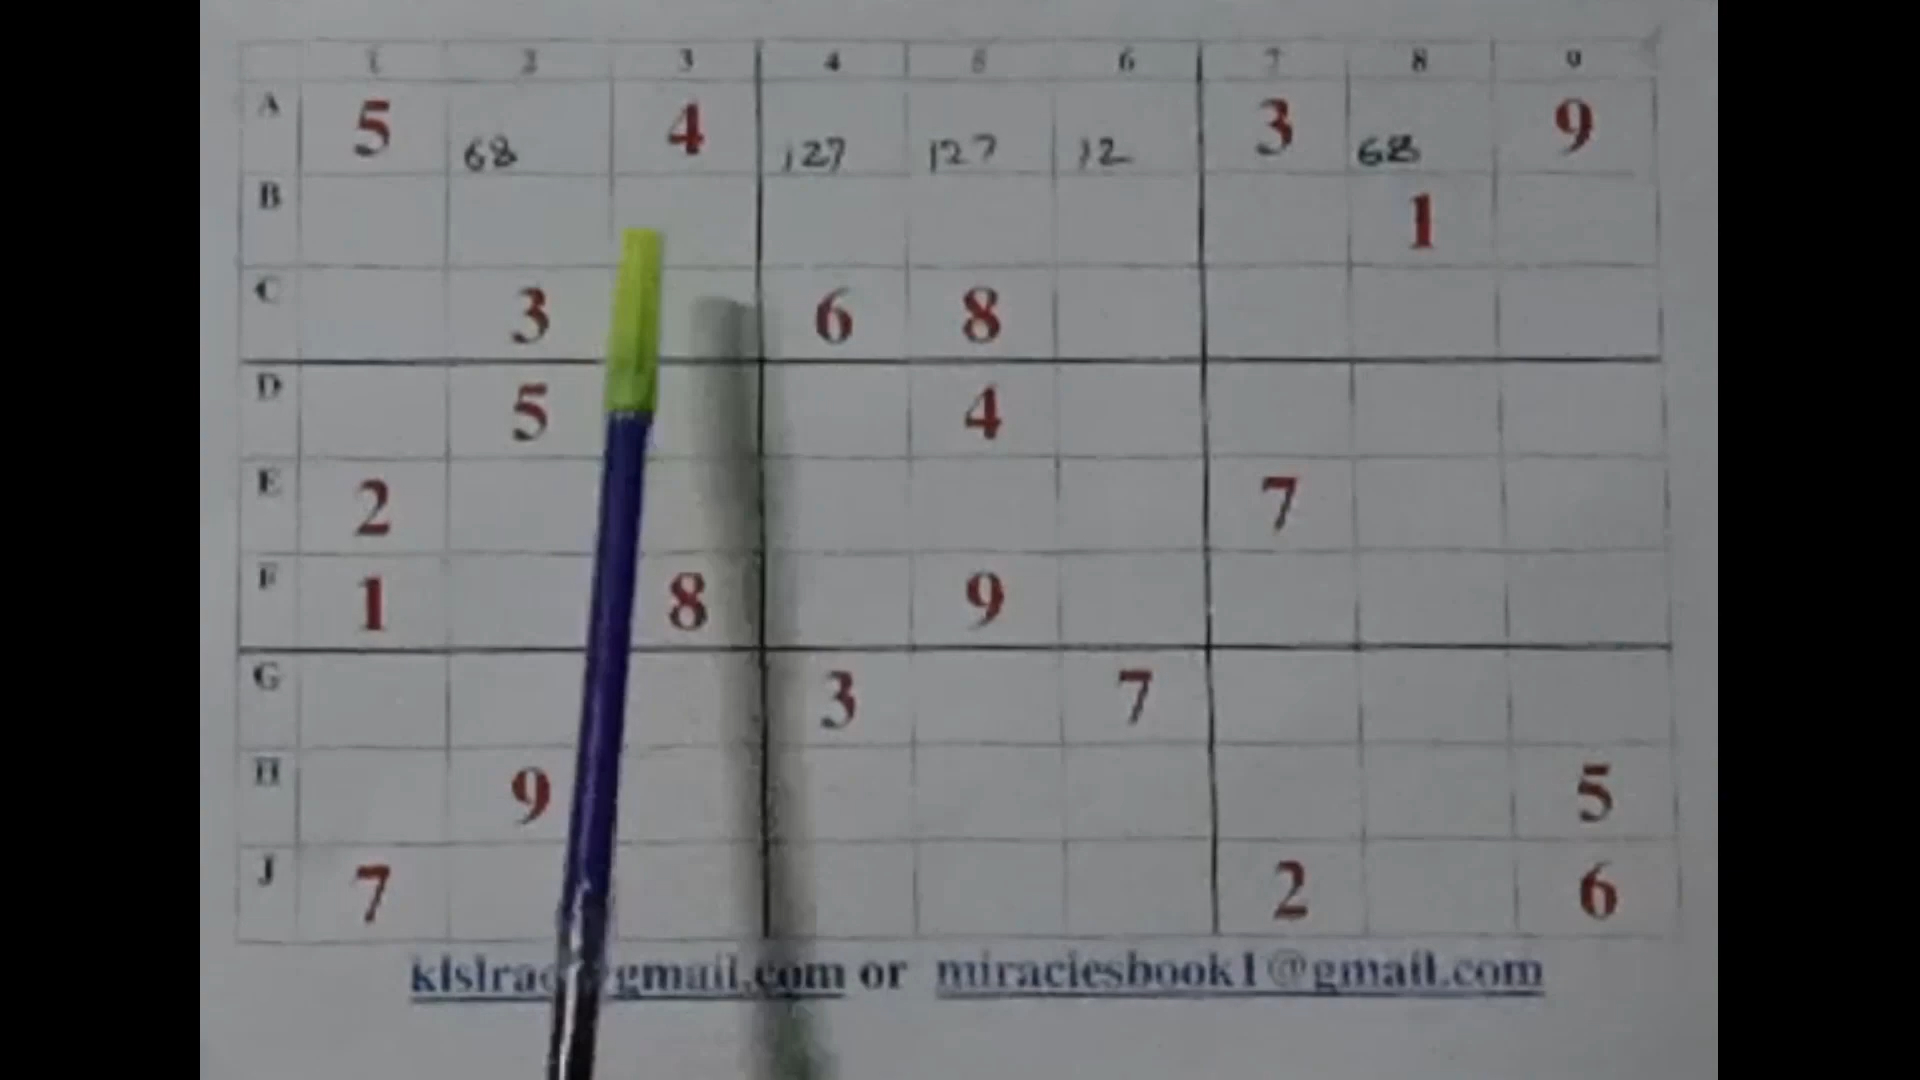 1 2 3 4 5 6 7 8 9
A 5 68 4 127 127 12 3 68 9
B 1
C 3 6 8
D 5 4
E 2 7
F 1 8 9
G 3 7
H 9 5
J 7 2 6
gmail.com or miraclesbook1@gmail.com